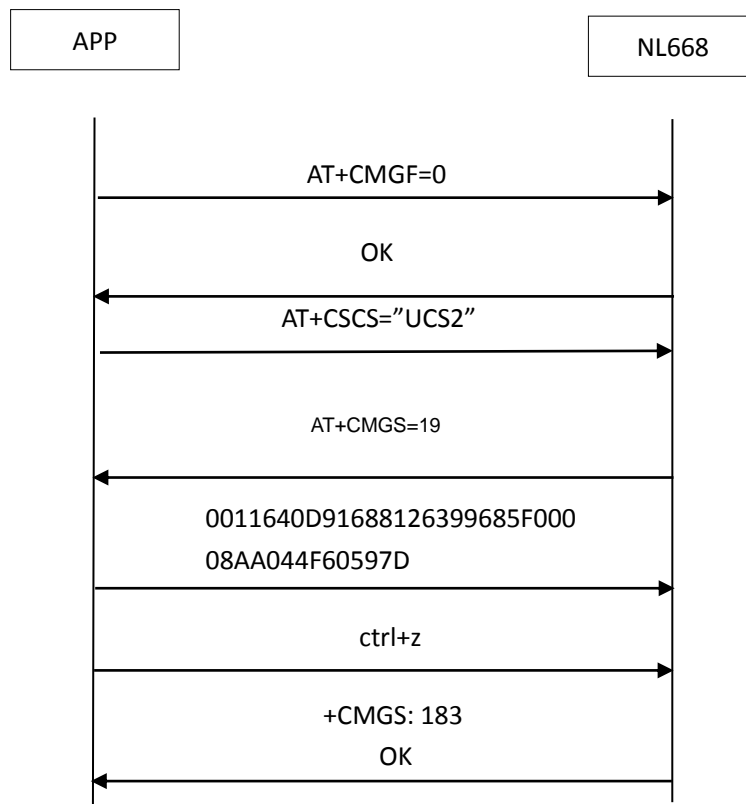 APP
NL668
AT+CMGF=0
OK
AT+CSCS=”UCS2”
AT+CMGS=19
0011640D91688126399685F000
08AA044F60597D
ctrl+z
+CMGS: 183
OK